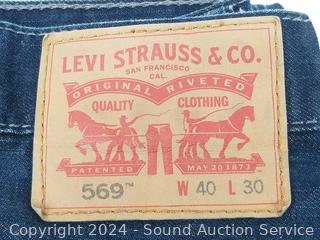 LEVI STRAUSS & CO.
SAN FRANCISCO
CAL.
ORIGINAL RIVETED
QUALITY CLOTHING
PATENTED MAY 20 1873
569™ W 40 L 30
Copyright © 2024 - Sound Auction Service